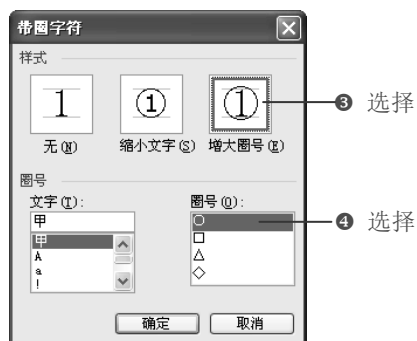 带圈字符
样式
1 ① ① ❸ 选择
无(N) 缩小文字(S) 增大圈号(E)
圈号
文字(T): 圈号(O):
甲 ○ ❹ 选择
甲 □
A △
a ◇
!
确定 取消